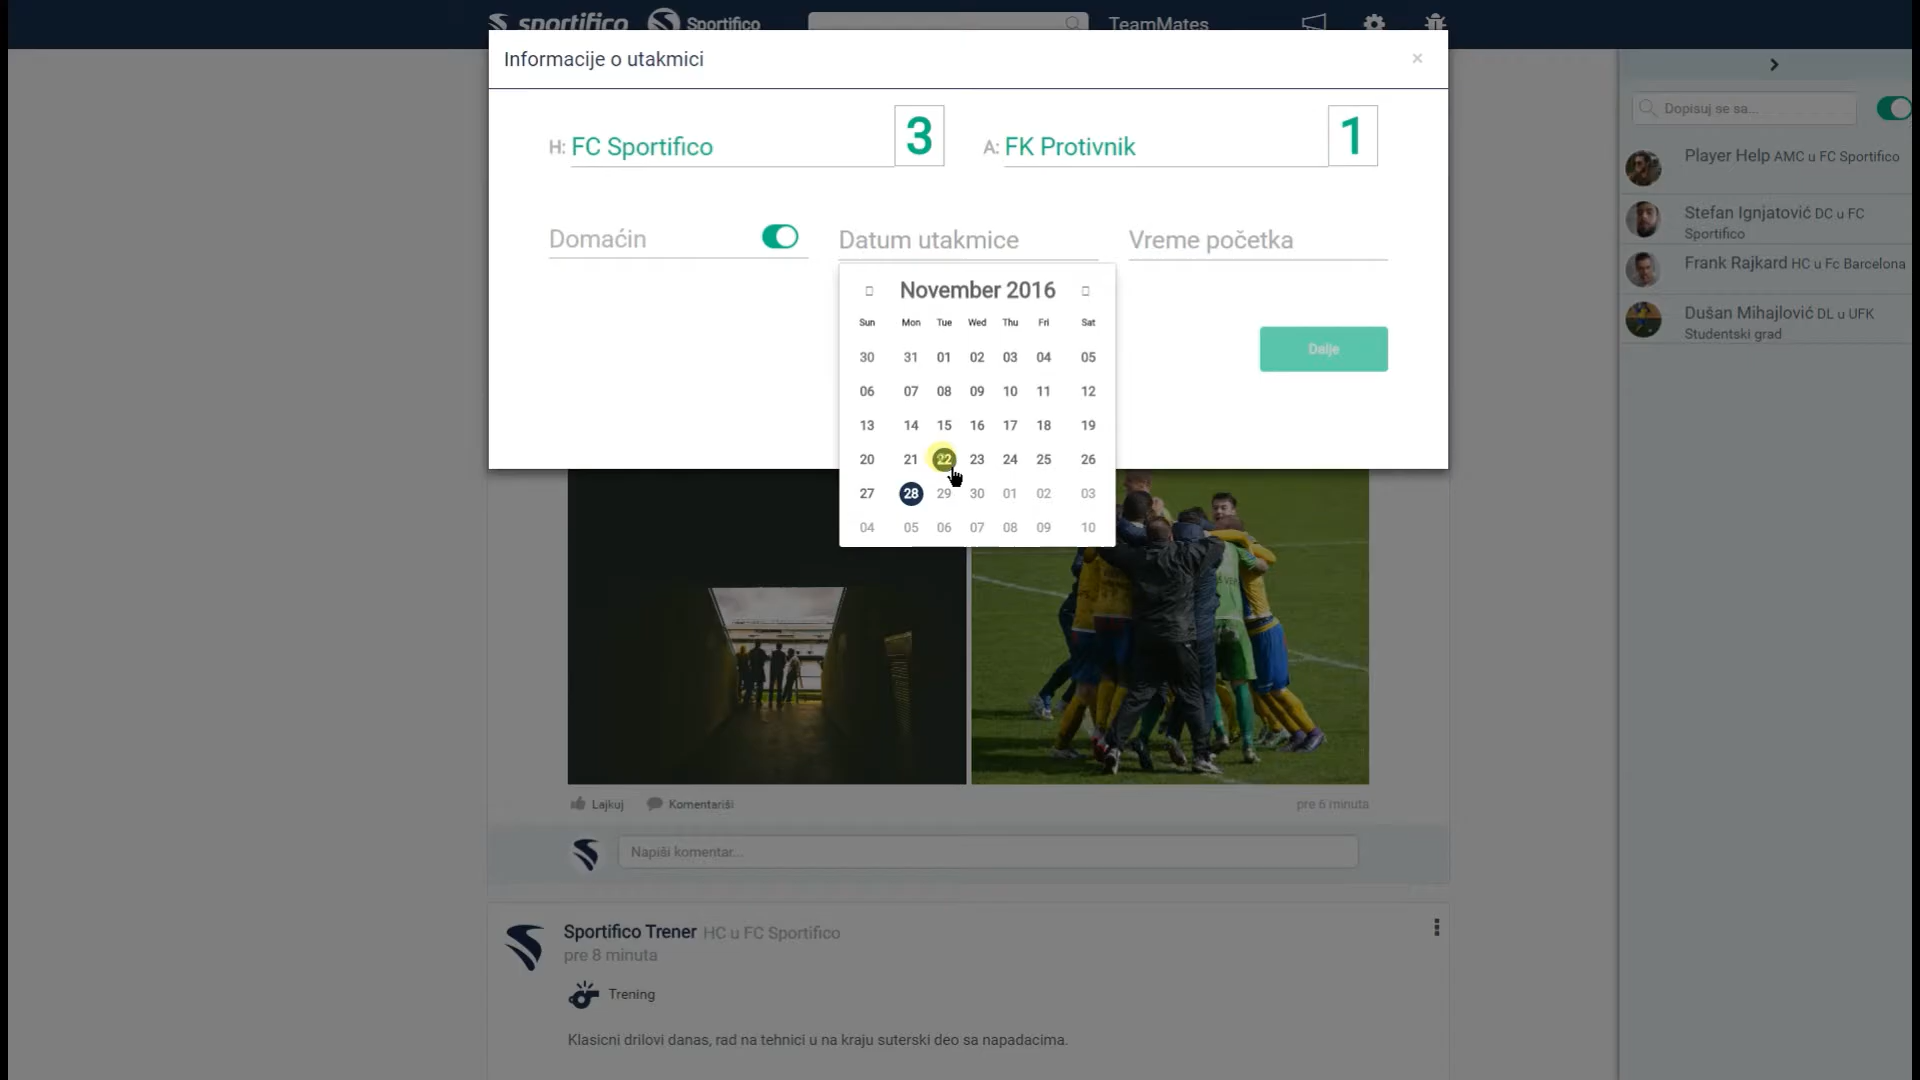 sportifico Sportifico TeamMates
Informacije o utakmici ×
H: FC Sportifico 3 A: FK Protivnik 1
Domaćin Datum utakmice Vreme početka
November 2016
Sun Mon Tue Wed Thu Fri Sat
30 31 01 02 03 04 05
06 07 08 09 10 11 12
13 14 15 16 17 18 19
20 21 22 23 24 25 26
27 28 29 30 01 02 03
04 05 06 07 08 09 10
Dalje
Dopisuj se sa...
Player Help AMC u FC Sportifico
Stefan Ignjatović DC u FC
Sportifico
Frank Rajkard HC u Fc Barcelona
Dušan Mihajlović DL u UFK
Studentski grad
Lajkuj Komentariši pre 6 minuta
Napiši komentar...
Sportifico Trener HC u FC Sportifico
pre 8 minuta
Trening
Klasicni drilovi danas, rad na tehnici u na kraju suterski deo sa napadacima.